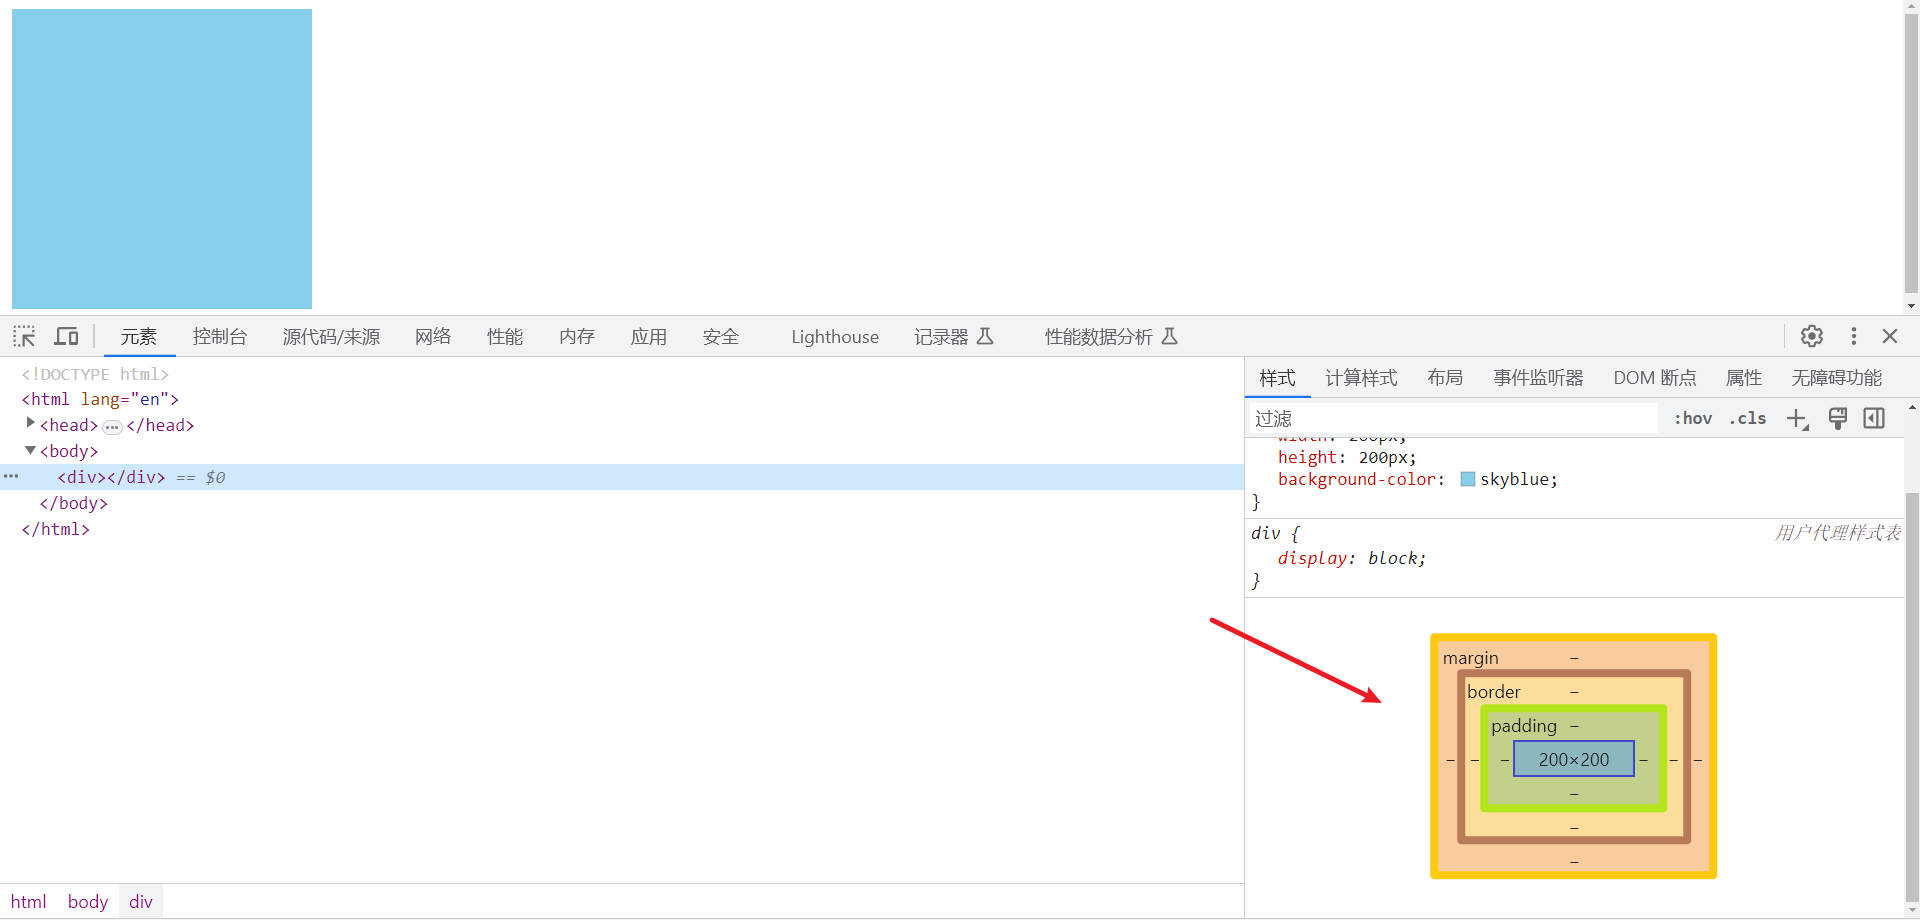 元素 控制台 源代码/来源 网络 性能 内存 应用 安全 Lighthouse 记录器 性能数据分析
<!DOCTYPE html>
<html lang="en">
<head> ••• </head>
<body>
••• <div></div> == $0
</body>
</html>
html body div
样式 计算样式 布局 事件监听器 DOM 断点 属性 无障碍功能
过滤 :hov .cls
width: 200px;
height: 200px;
background-color: skyblue;
}
div { 用户代理样式表
display: block;
}
margin –
border –
padding –
– – – 200×200 – – –
–
–
–